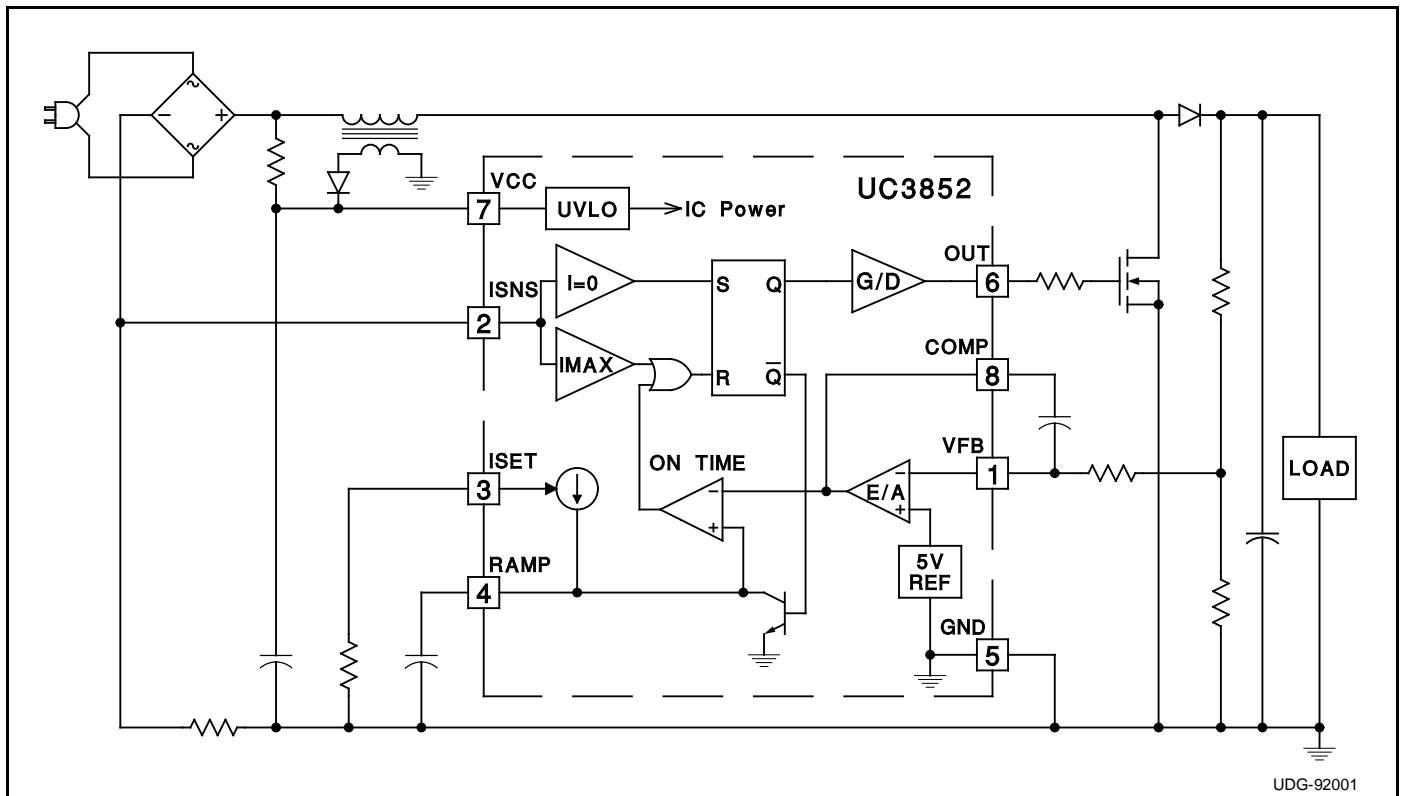 UC3852
VCC
7
UVLO
IC Power
OUT
6
ISNS
2
I=0
S
Q
G/D
IMAX
R
Q̅
COMP
8
VFB
1
ISET
3
ON TIME
−
+
E/A
−
+
5V
REF
RAMP
4
GND
5
LOAD
− ~ ~ +
UDG-92001